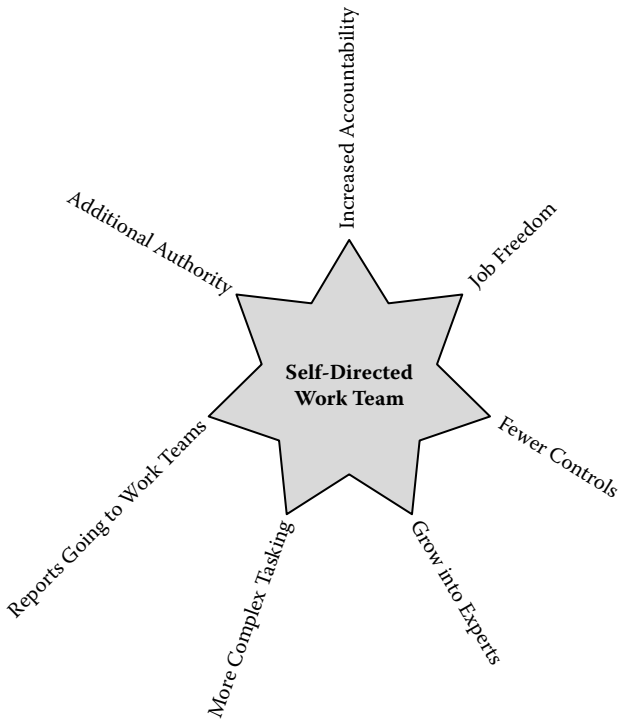 Increased Accountability
Job Freedom
Additional Authority
Self-Directed
Work Team
Fewer Controls
Reports Going to Work Teams
More Complex Tasking
Grow into Experts